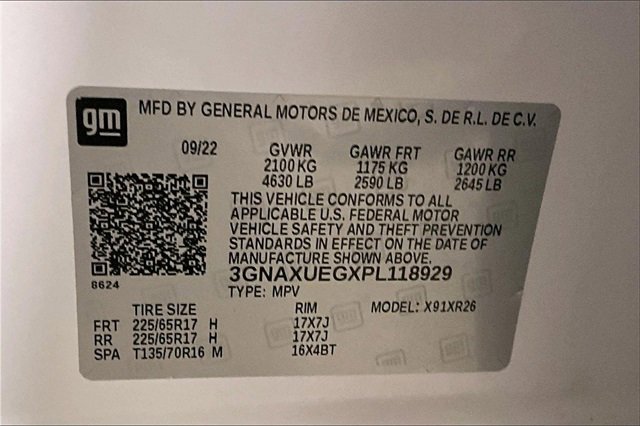 gm MFD BY GENERAL MOTORS DE MEXICO, S. DE R.L. DE C.V.
09/22 GVWR GAWR FRT GAWR RR
2100 KG 1175 KG 1200 KG
4630 LB 2590 LB 2645 LB
THIS VEHICLE CONFORMS TO ALL
APPLICABLE U.S. FEDERAL MOTOR
VEHICLE SAFETY AND THEFT PREVENTION
STANDARDS IN EFFECT ON THE DATE OF
MANUFACTURE SHOWN ABOVE.
3GNAXUEGXPL118929
8624
TYPE: MPV
TIRE SIZE RIM MODEL: X91XR26
FRT 225/65R17 H 17X7J
RR 225/65R17 H 17X7J
SPA T135/70R16 M 16X4BT